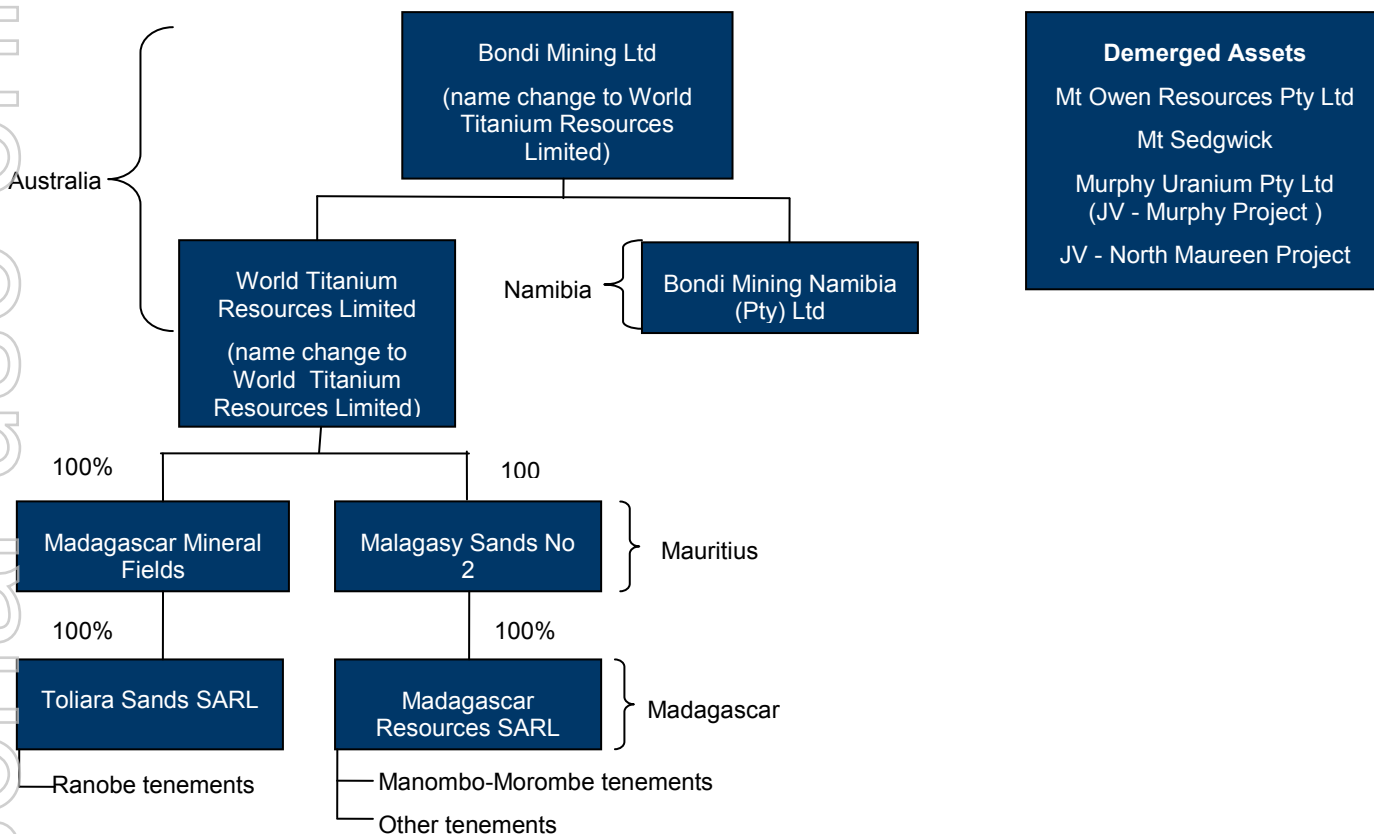 Bondi Mining Ltd
(name change to World
Titanium Resources
Limited)
Demerged Assets
Mt Owen Resources Pty Ltd
Mt Sedgwick
Murphy Uranium Pty Ltd
(JV - Murphy Project )
JV - North Maureen Project
Australia
World Titanium
Resources Limited
(name change to
World Titanium
Resources Limited)
Namibia
Bondi Mining Namibia
(Pty) Ltd
100%
100
Madagascar Mineral
Fields
Malagasy Sands No
2
Mauritius
100%
100%
Toliara Sands SARL
Madagascar
Resources SARL
Madagascar
Ranobe tenements
Manombo-Morombe tenements
Other tenements